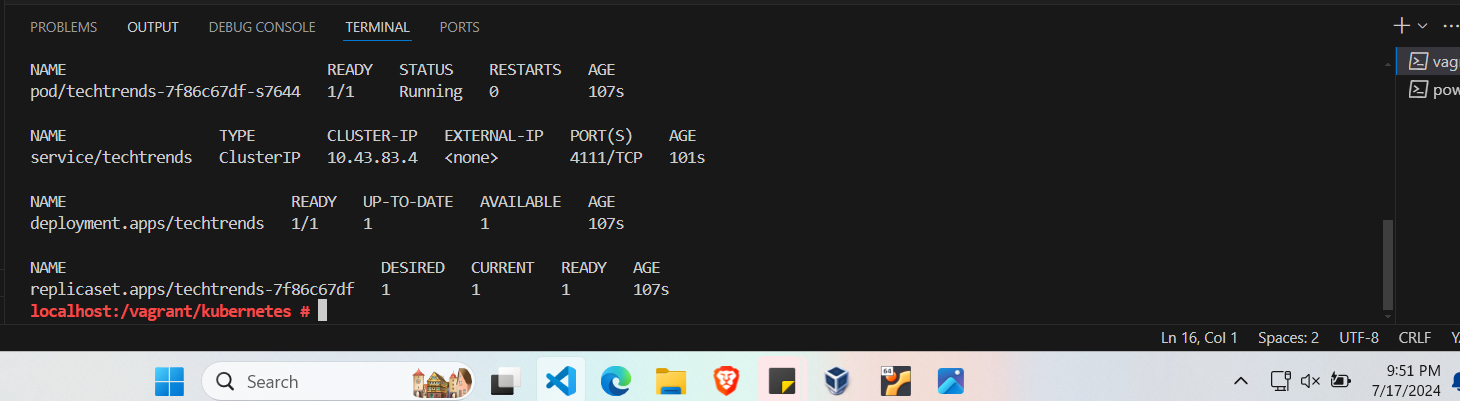 PROBLEMS OUTPUT DEBUG CONSOLE TERMINAL PORTS
NAME READY STATUS RESTARTS AGE
pod/techtrends-7f86c67df-s7644 1/1 Running 0 107s
NAME TYPE CLUSTER-IP EXTERNAL-IP PORT(S) AGE
service/techtrends ClusterIP 10.43.83.4 <none> 4111/TCP 101s
NAME READY UP-TO-DATE AVAILABLE AGE
deployment.apps/techtrends 1/1 1 1 107s
NAME DESIRED CURRENT READY AGE
replicaset.apps/techtrends-7f86c67df 1 1 1 107s
localhost:/vagrant/kubernetes #
vag
pow
Ln 16, Col 1 Spaces: 2 UTF-8 CRLF
Search
64
9:51 PM
7/17/2024